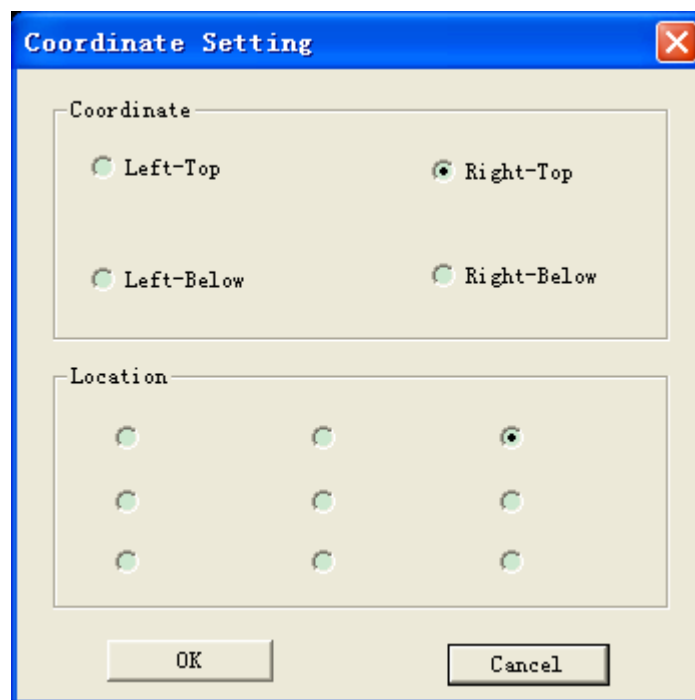 Coordinate Setting
Coordinate
Left-Top
Right-Top
Left-Below
Right-Below
Location
OK
Cancel